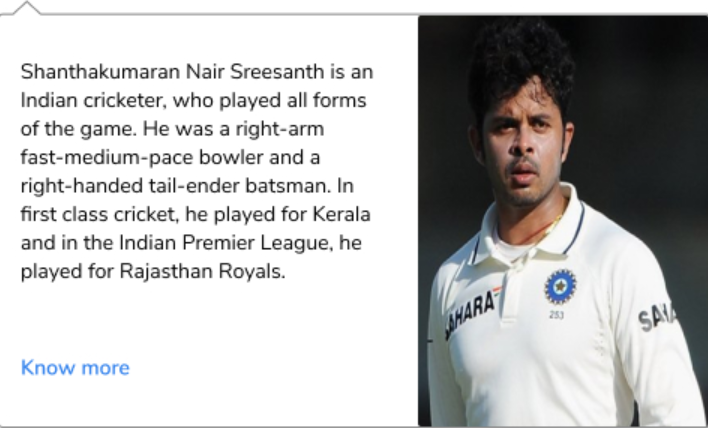 Shanthakumaran Nair Sreesanth is an
Indian cricketer, who played all forms
of the game. He was a right-arm
fast-medium-pace bowler and a
right-handed tail-ender batsman. In
first class cricket, he played for Kerala
and in the Indian Premier League, he
played for Rajasthan Royals.
Know more
SAHARA
253
SAHA